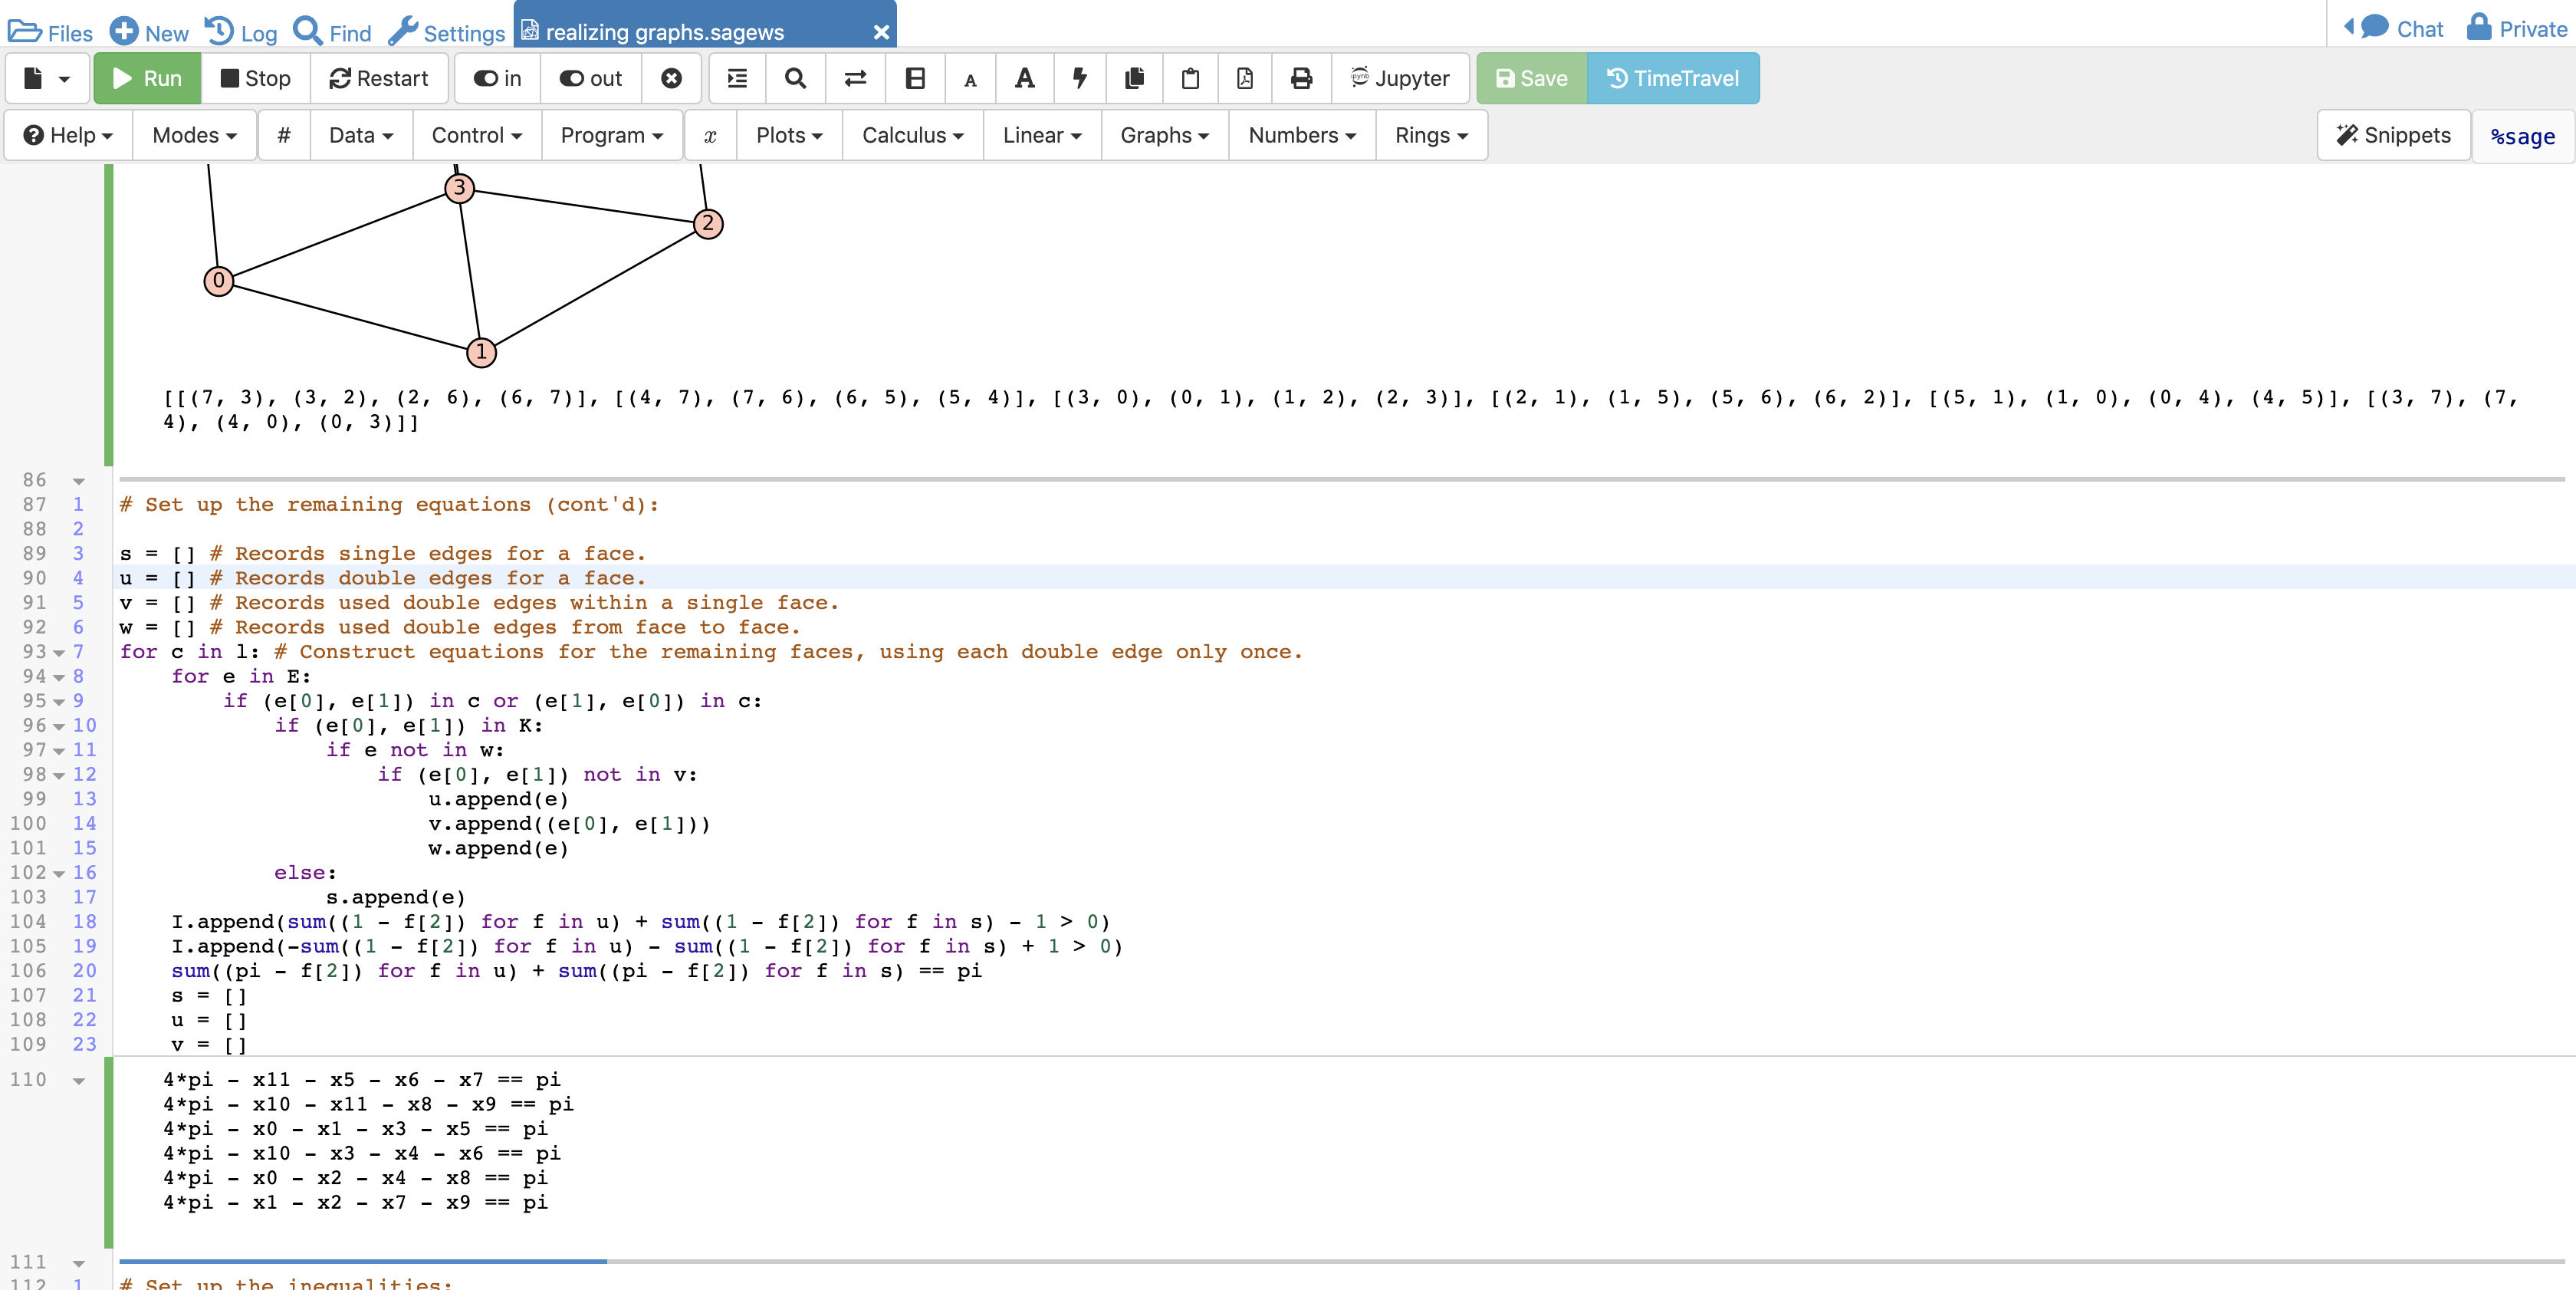 Files New Log Find Settings realizing graphs.sagews Chat Private
Run Stop Restart in out A A Jupyter Save TimeTravel
Help Modes # Data Control Program x Plots Calculus Linear Graphs Numbers Rings Snippets %sage
3
2
0
1
[[(7, 3), (3, 2), (2, 6), (6, 7)], [(4, 7), (7, 6), (6, 5), (5, 4)], [(3, 0), (0, 1), (1, 2), (2, 3)], [(2, 1), (1, 5), (5, 6), (6, 2)], [(5, 1), (1, 0), (0, 4), (4, 5)], [(3, 7), (7,
4), (4, 0), (0, 3)]]
86
87 1 # Set up the remaining equations (cont'd):
88 2
89 3 s = [] # Records single edges for a face.
90 4 u = [] # Records double edges for a face.
91 5 v = [] # Records used double edges within a single face.
92 6 w = [] # Records used double edges from face to face.
93 7 for c in l: # Construct equations for the remaining faces, using each double edge only once.
94 8 for e in E:
95 9 if (e[0], e[1]) in c or (e[1], e[0]) in c:
96 10 if (e[0], e[1]) in K:
97 11 if e not in w:
98 12 if (e[0], e[1]) not in v:
99 13 u.append(e)
100 14 v.append((e[0], e[1]))
101 15 w.append(e)
102 16 else:
103 17 s.append(e)
104 18 I.append(sum((1 - f[2]) for f in u) + sum((1 - f[2]) for f in s) - 1 > 0)
105 19 I.append(-sum((1 - f[2]) for f in u) - sum((1 - f[2]) for f in s) + 1 > 0)
106 20 sum((pi - f[2]) for f in u) + sum((pi - f[2]) for f in s) == pi
107 21 s = []
108 22 u = []
109 23 v = []
110 4*pi - x11 - x5 - x6 - x7 == pi
4*pi - x10 - x11 - x8 - x9 == pi
4*pi - x0 - x1 - x3 - x5 == pi
4*pi - x10 - x3 - x4 - x6 == pi
4*pi - x0 - x2 - x4 - x8 == pi
4*pi - x1 - x2 - x7 - x9 == pi
111
112 1 # Set up the inequalities: